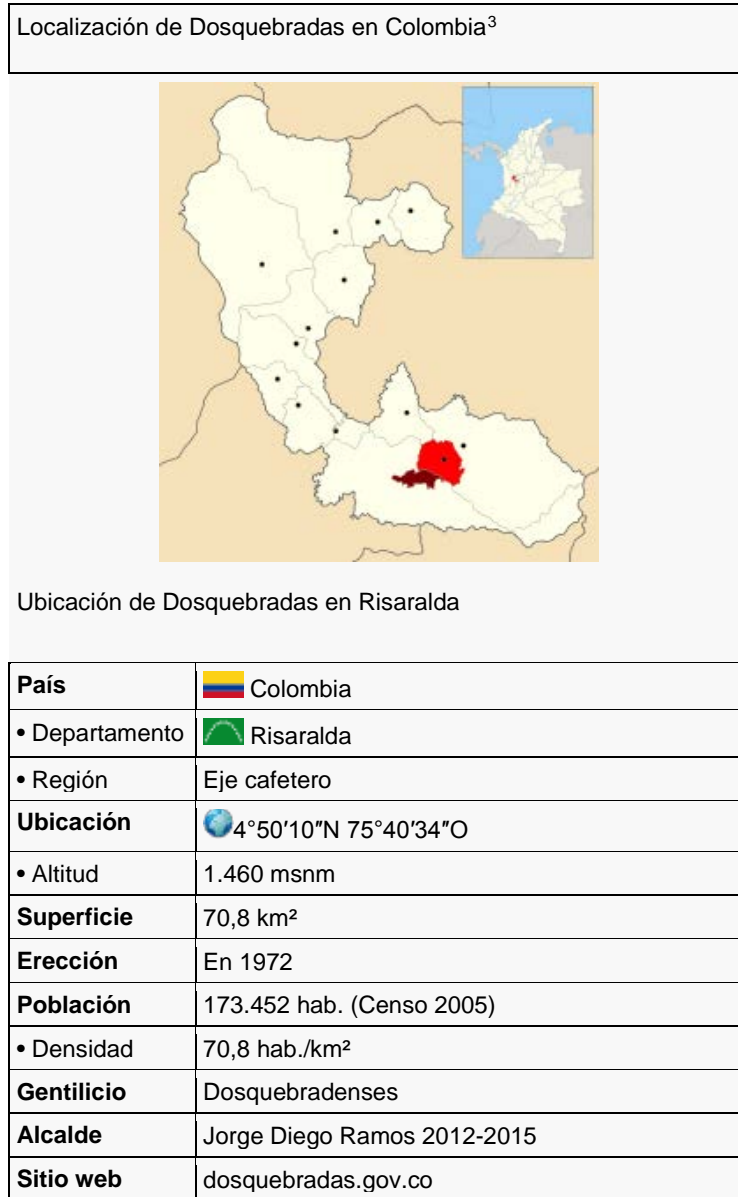 Localización de Dosquebradas en Colombia³
Ubicación de Dosquebradas en Risaralda
País Colombia
• Departamento Risaralda
• Región Eje cafetero
Ubicación 4°50′10″N 75°40′34″O
• Altitud 1.460 msnm
Superficie 70,8 km²
Erección En 1972
Población 173.452 hab. (Censo 2005)
• Densidad 70,8 hab./km²
Gentilicio Dosquebradenses
Alcalde Jorge Diego Ramos 2012-2015
Sitio web dosquebradas.gov.co